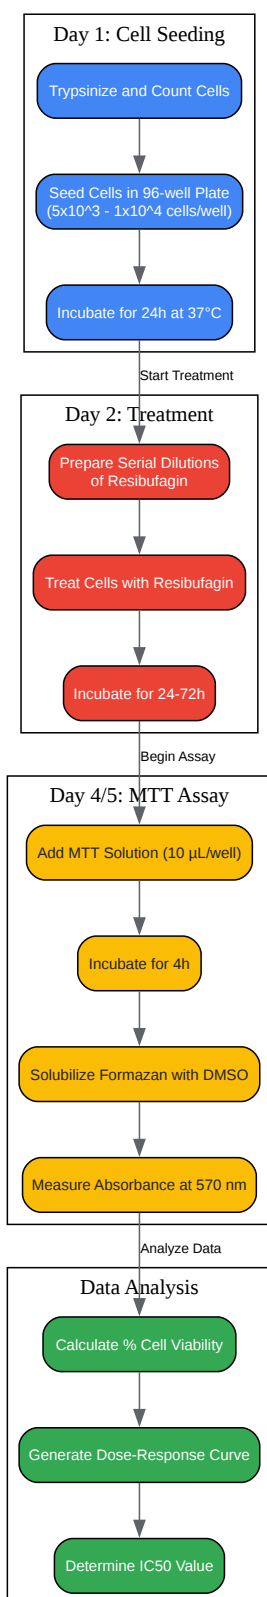 Day 1: Cell Seeding
Trypsinize and Count Cells
Seed Cells in 96-well Plate
(5x10^3 - 1x10^4 cells/well)
Incubate for 24h at 37°C
Start Treatment
Day 2: Treatment
Prepare Serial Dilutions
of Resibufagin
Treat Cells with Resibufagin
Incubate for 24-72h
Begin Assay
Day 4/5: MTT Assay
Add MTT Solution (10 µL/well)
Incubate for 4h
Solubilize Formazan with DMSO
Measure Absorbance at 570 nm
Analyze Data
Data Analysis
Calculate % Cell Viability
Generate Dose-Response Curve
Determine IC50 Value